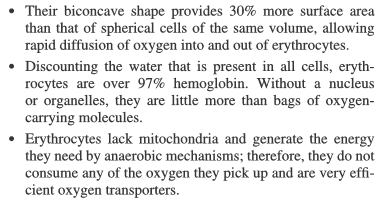 • Their biconcave shape provides 30% more surface area
than that of spherical cells of the same volume, allowing
rapid diffusion of oxygen into and out of erythrocytes.
• Discounting the water that is present in all cells, eryth-
rocytes are over 97% hemoglobin. Without a nucleus
or organelles, they are little more than bags of oxygen-
carrying molecules.
• Erythrocytes lack mitochondria and generate the energy
they need by anaerobic mechanisms; therefore, they do not
consume any of the oxygen they pick up and are very effi-
cient oxygen transporters.